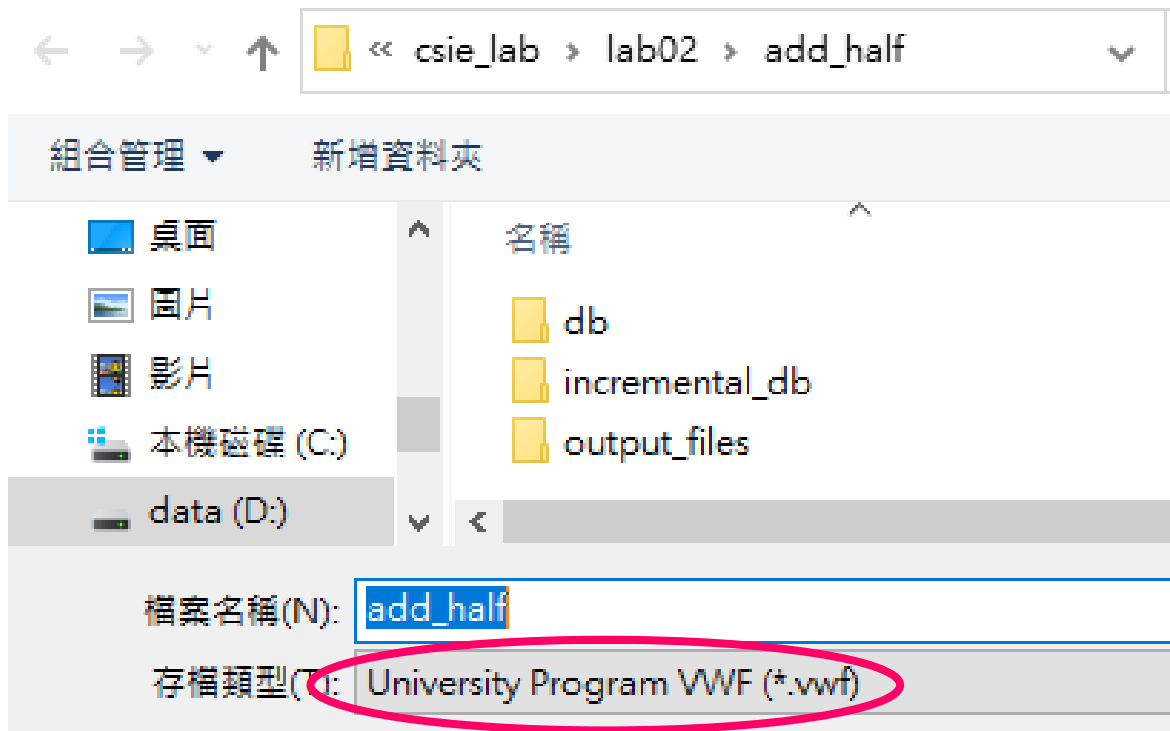 « csie_lab > lab02 > add_half
組合管理 新增資料夾
桌面
圖片
影片
本機磁碟 (C:)
data (D:)
名稱
db
incremental_db
output_files
檔案名稱(N): add_half
存檔類型(T): University Program VWF (*.vwf)